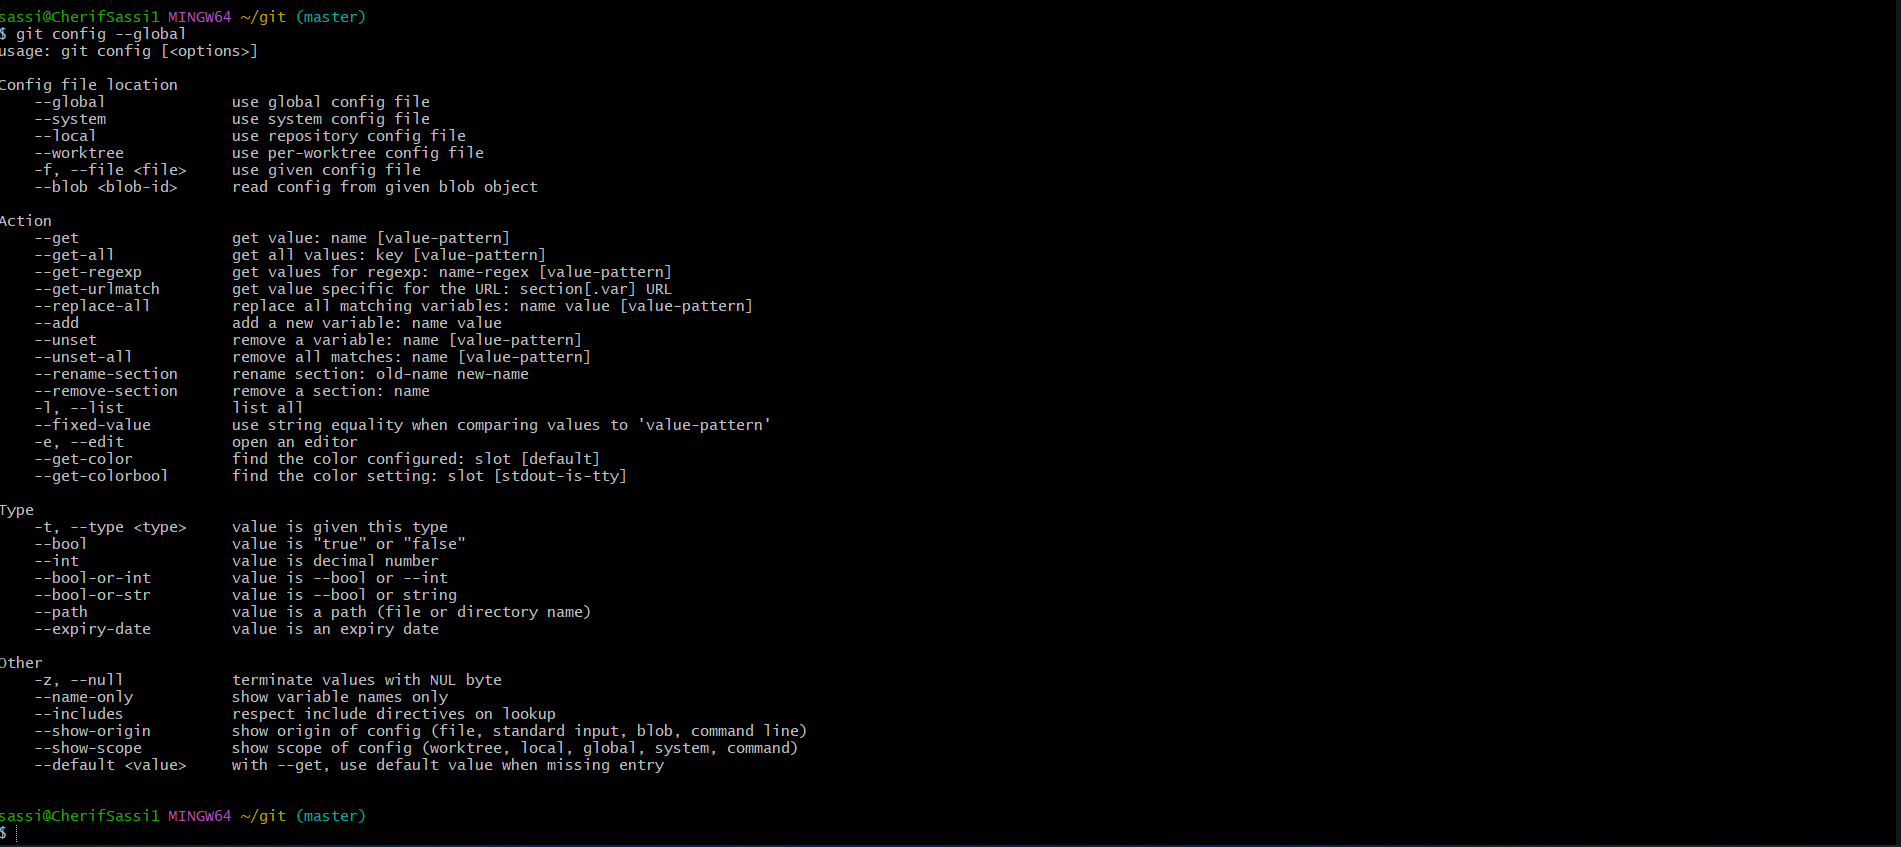 sassi@CherifSassi1 MINGW64 ~/git (master)
$ git config --global
usage: git config [<options>]

Config file location
    --global              use global config file
    --system              use system config file
    --local               use repository config file
    --worktree            use per-worktree config file
    -f, --file <file>     use given config file
    --blob <blob-id>      read config from given blob object

Action
    --get                 get value: name [value-pattern]
    --get-all             get all values: key [value-pattern]
    --get-regexp          get values for regexp: name-regex [value-pattern]
    --get-urlmatch        get value specific for the URL: section[.var] URL
    --replace-all         replace all matching variables: name value [value-pattern]
    --add                 add a new variable: name value
    --unset               remove a variable: name [value-pattern]
    --unset-all           remove all matches: name [value-pattern]
    --rename-section      rename section: old-name new-name
    --remove-section      remove a section: name
    -l, --list            list all
    --fixed-value         use string equality when comparing values to 'value-pattern'
    -e, --edit            open an editor
    --get-color           find the color configured: slot [default]
    --get-colorbool       find the color setting: slot [stdout-is-tty]

Type
    -t, --type <type>     value is given this type
    --bool                value is "true" or "false"
    --int                 value is decimal number
    --bool-or-int         value is --bool or --int
    --bool-or-str         value is --bool or string
    --path                value is a path (file or directory name)
    --expiry-date         value is an expiry date

Other
    -z, --null            terminate values with NUL byte
    --name-only           show variable names only
    --includes            respect include directives on lookup
    --show-origin         show origin of config (file, standard input, blob, command line)
    --show-scope          show scope of config (worktree, local, global, system, command)
    --default <value>     with --get, use default value when missing entry

sassi@CherifSassi1 MINGW64 ~/git (master)
$